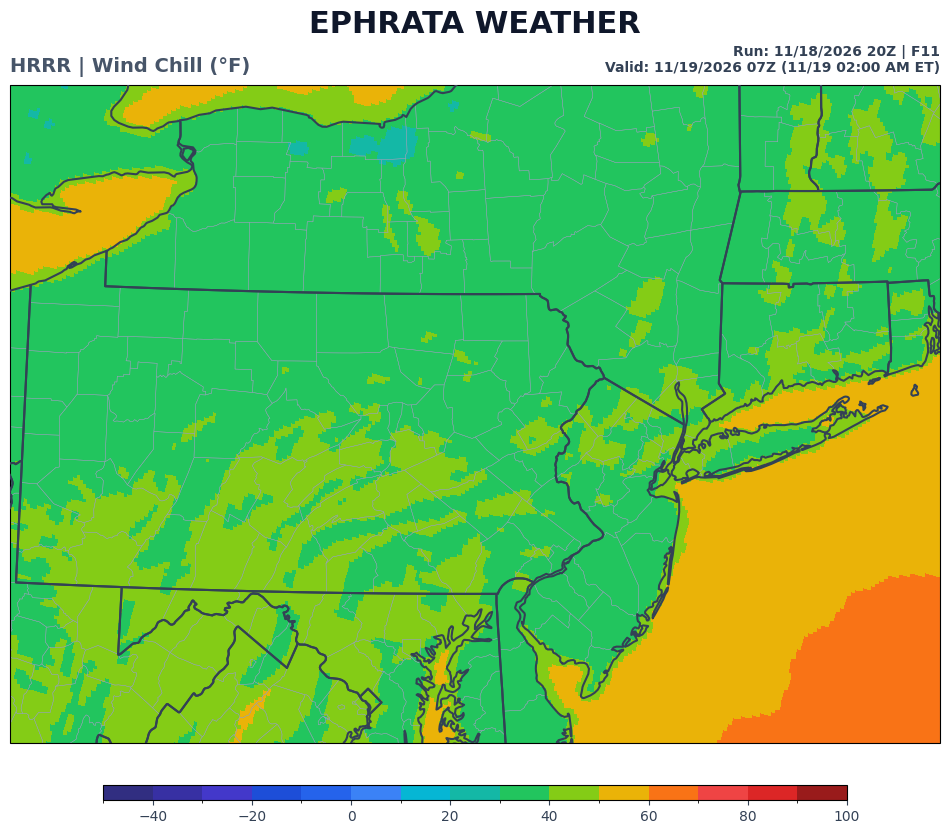 EPHRATA WEATHER
HRRR | Wind Chill (°F)
Run: 11/18/2026 20Z | F11
Valid: 11/19/2026 07Z (11/19 02:00 AM ET)
−40 −20 0 20 40 60 80 100